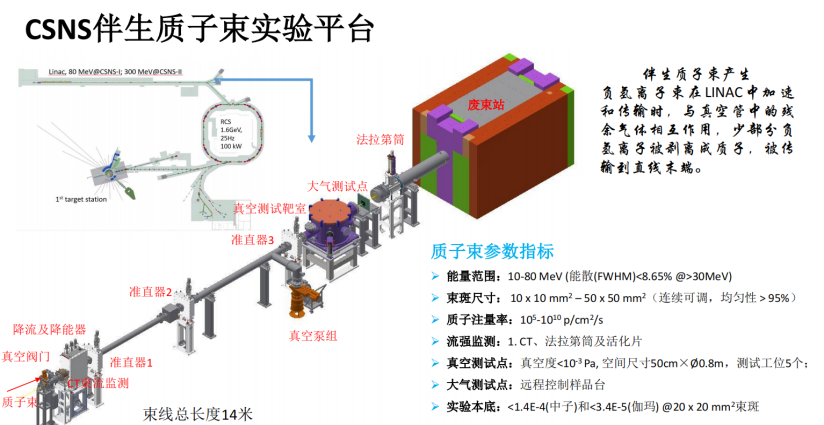 CSNS伴生质子束实验平台
Linac, 80 MeV@CSNS-I; 300 MeV@CSNS-II
RCS
1.6GeV,
25Hz
100 kW
1st target station
伴生质子束产生
负氢离子束在LINAC中加速
和传输时，与真空管中的残
余气体相互作用，少部分负
氢离子被剥离成质子，被传
输到直线末端。
废束站
法拉第筒
大气测试点
真空测试靶室
准直器3
准直器2
真空泵组
降流及降能器
真空阀门
准直器1
CT束流监测
质子束
束线总长度14米
质子束参数指标
➢ 能量范围：10-80 MeV (能散(FWHM)<8.65% @>30MeV)
➢ 束斑尺寸： 10 x 10 mm² – 50 x 50 mm²（连续可调，均匀性 > 95%）
➢ 质子注量率：10⁵-10¹⁰ p/cm²/s
➢ 流强监测：1. CT、法拉第筒及活化片
➢ 真空测试点：真空度<10⁻³ Pa, 空间尺寸50cm×Ø0.8m，测试工位5个；
➢ 大气测试点：远程控制样品台
➢ 实验本底：<1.4E-4(中子)和<3.4E-5(伽玛) @20 x 20 mm²束斑